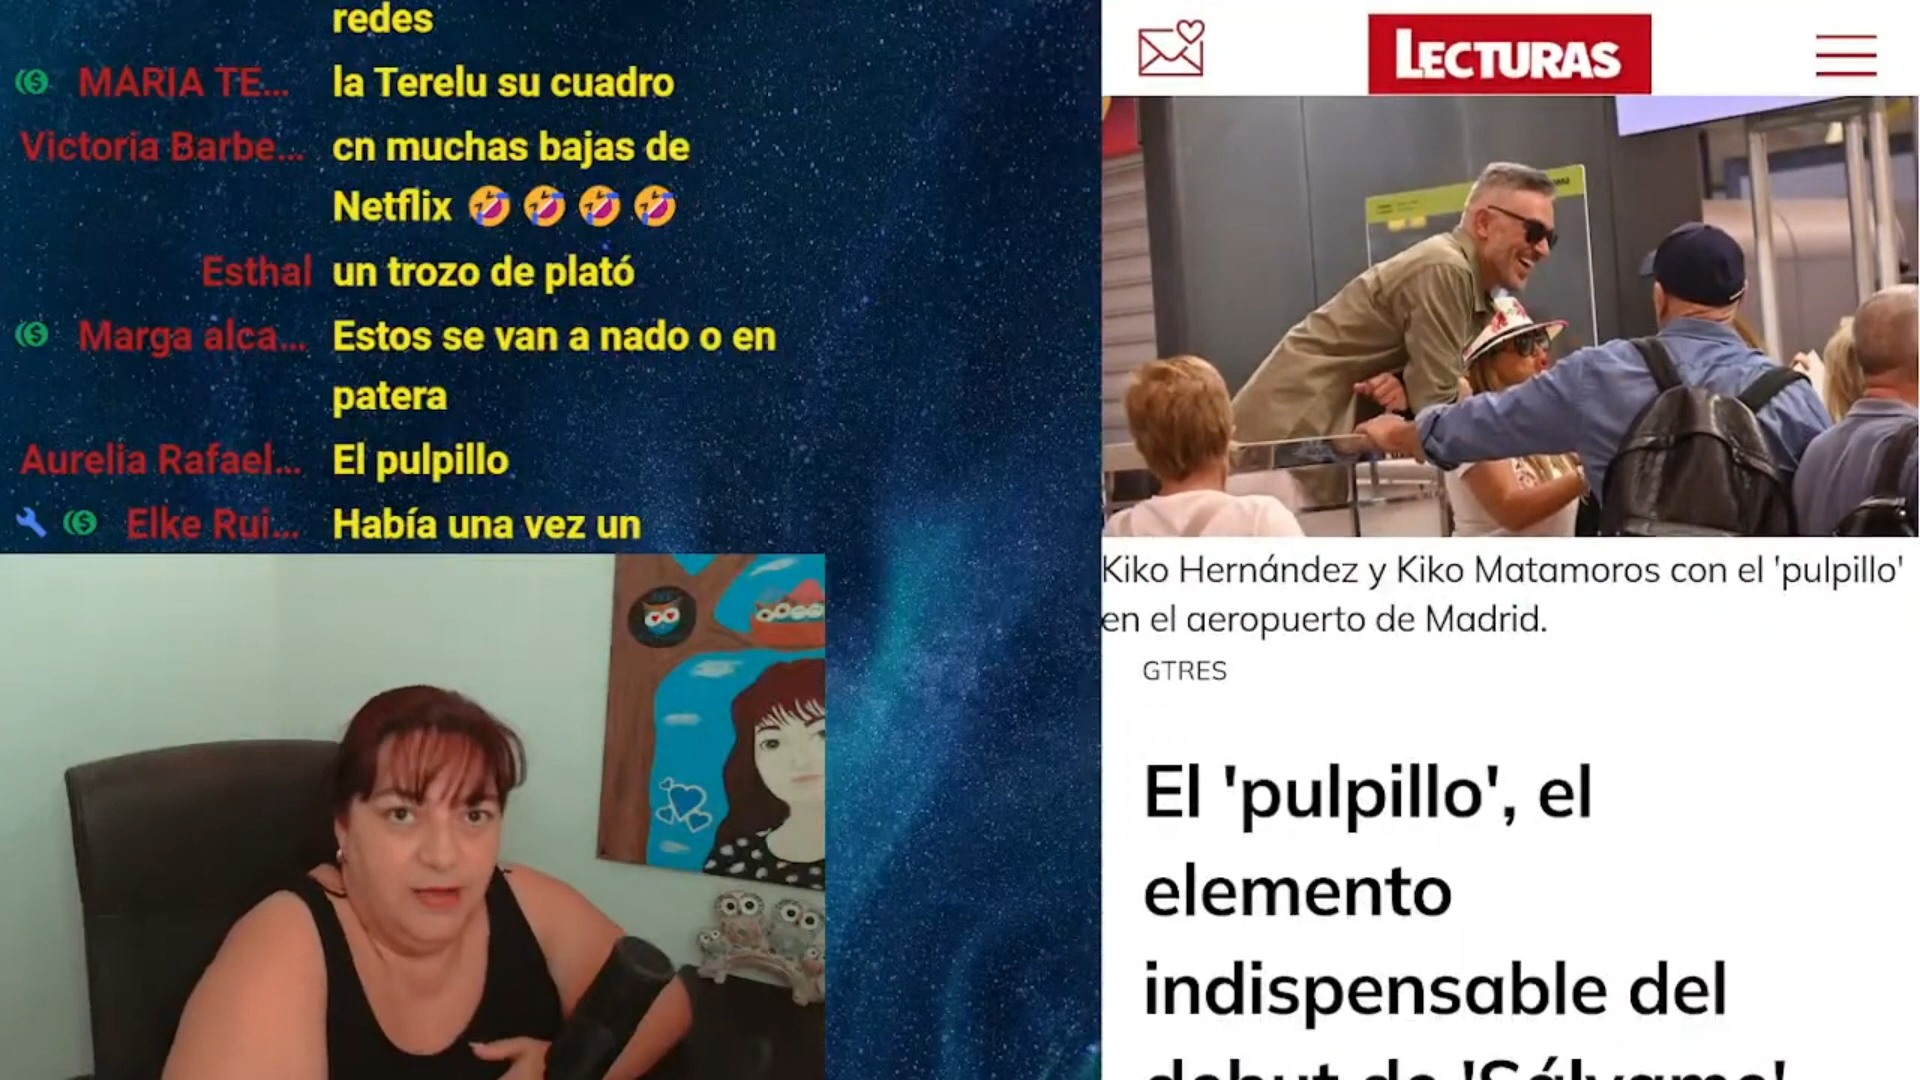 redes
MARIA TE... la Terelu su cuadro
Victoria Barbe... cn muchas bajas de
Netflix 🤣 🤣 🤣 🤣
Esthal un trozo de plató
Marga alca... Estos se van a nado o en
patera
Aurelia Rafael... El pulpillo
Elke Rui... Había una vez un
LECTURAS
Kiko Hernández y Kiko Matamoros con el 'pulpillo'
en el aeropuerto de Madrid.
GTRES
El 'pulpillo', el
elemento
indispensable del
debut de 'Sálvame'